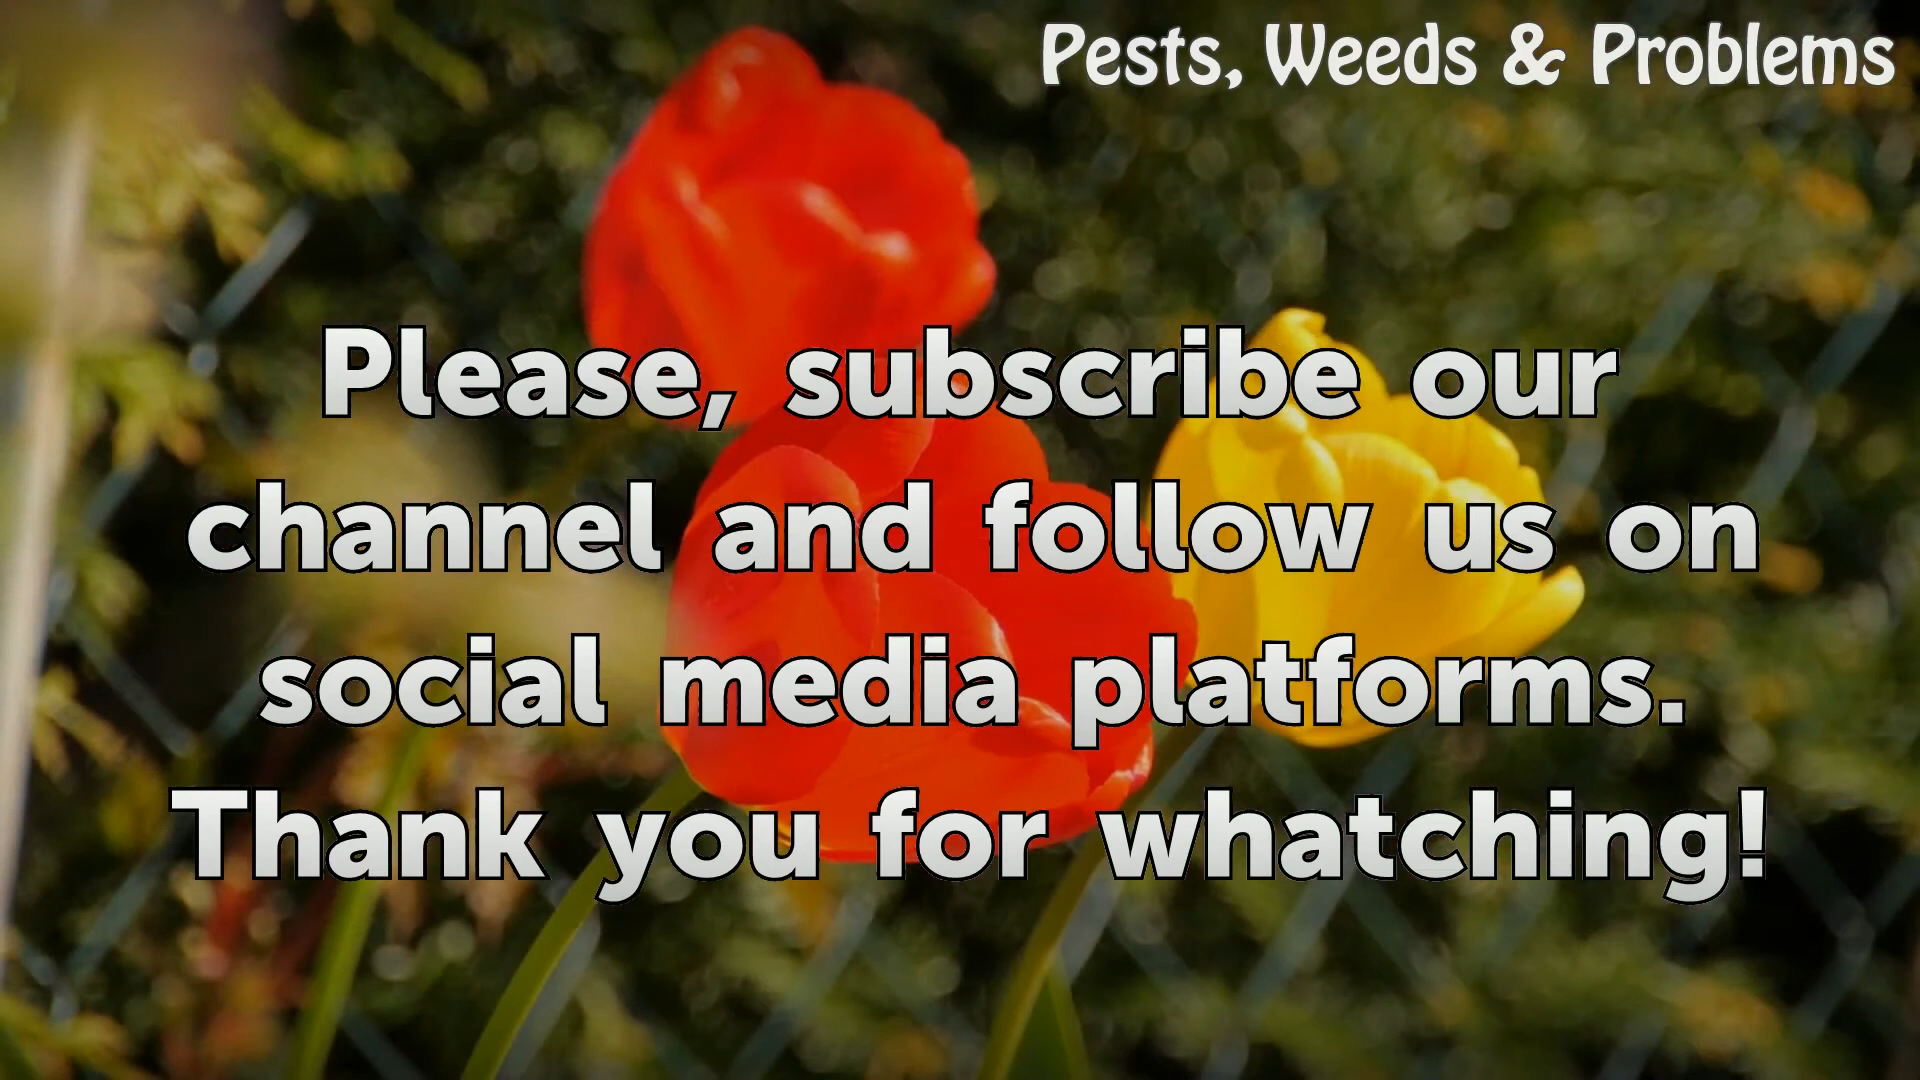 Pests, Weeds & Problems
Please, subscribe our
channel and follow us on
social media platforms.
Thank you for whatching!